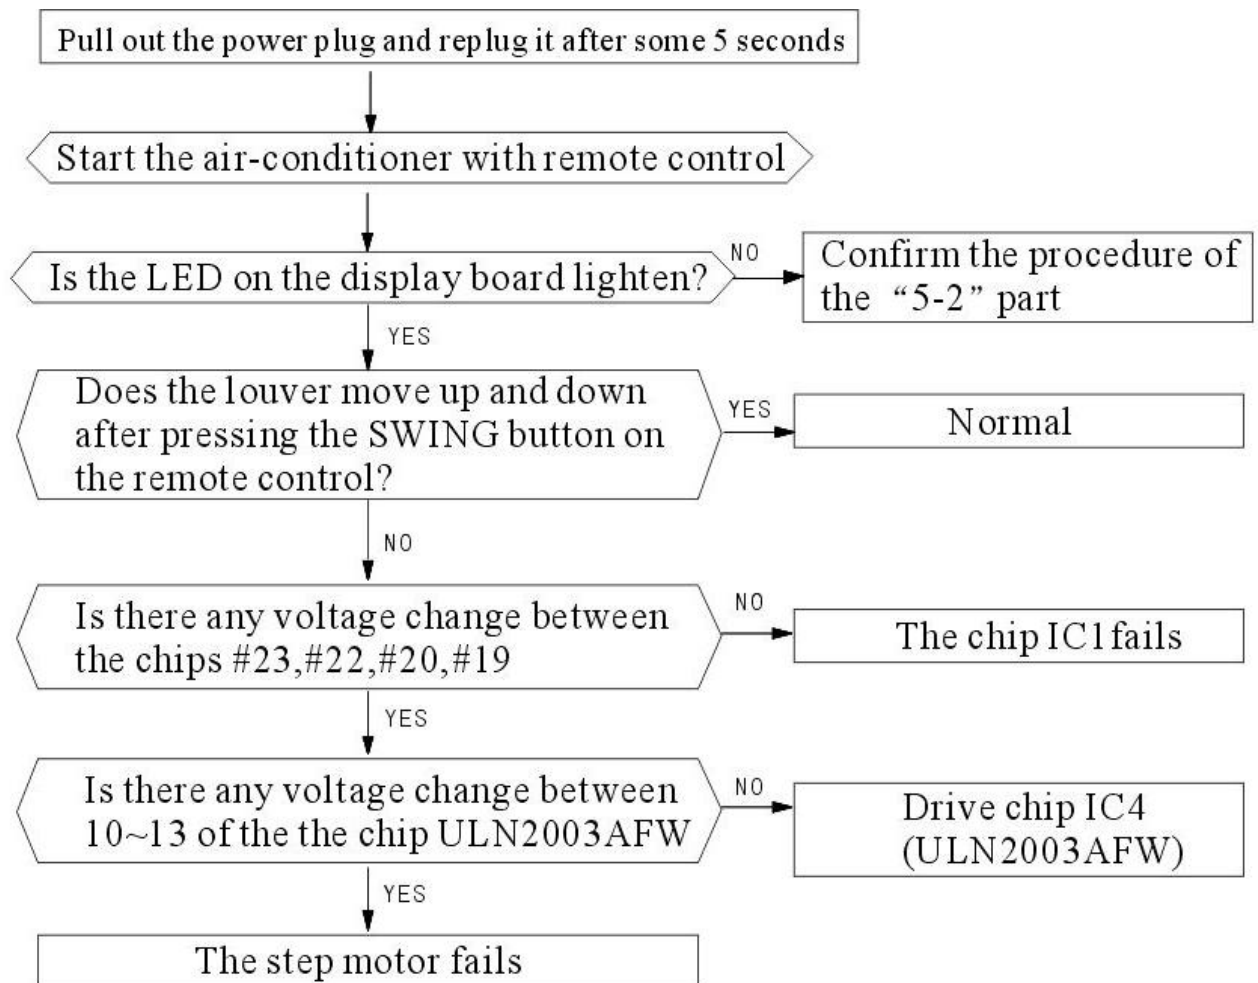 Pull out the power plug and replug it after some 5 seconds
Start the air-conditioner with remote control
Is the LED on the display board lighten?
NO
Confirm the procedure of
the “5-2” part
YES
Does the louver move up and down
after pressing the SWING button on
the remote control?
YES
Normal
NO
Is there any voltage change between
the chips #23,#22,#20,#19
NO
The chip IC1 fails
YES
Is there any voltage change between
10~13 of the the chip ULN2003AFW
NO
Drive chip IC4
(ULN2003AFW)
YES
The step motor fails